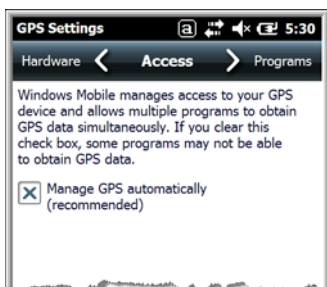 GPS Settings a 5:30
Hardware Access Programs
Windows Mobile manages access to your GPS
device and allows multiple programs to obtain
GPS data simultaneously. If you clear this
check box, some programs may not be able
to obtain GPS data.
Manage GPS automatically
(recommended)